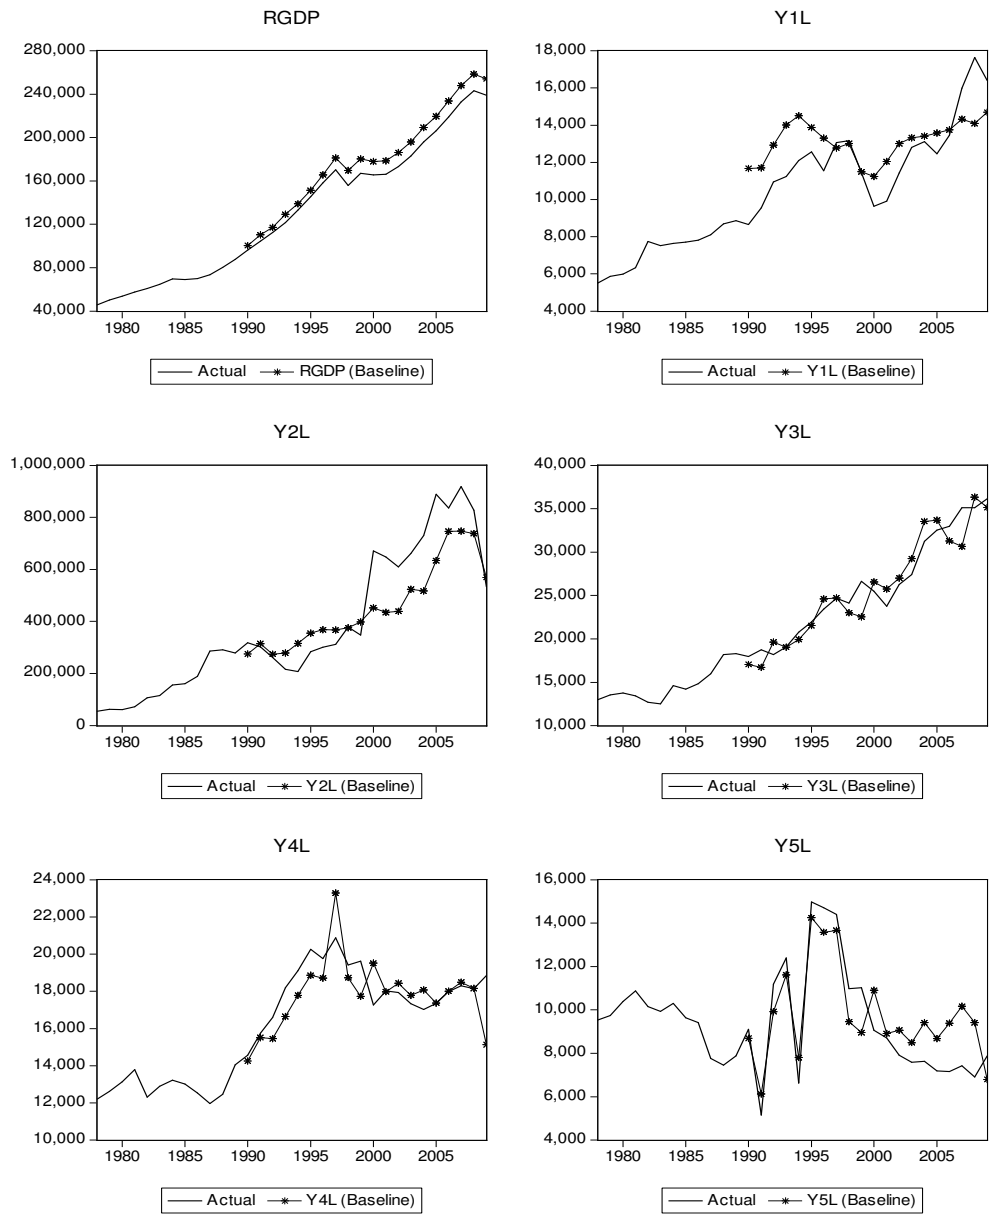 RGDP
280,000
240,000
200,000
160,000
120,000
80,000
40,000
1980 1985 1990 1995 2000 2005
Actual RGDP (Baseline)
Y1L
18,000
16,000
14,000
12,000
10,000
8,000
6,000
4,000
1980 1985 1990 1995 2000 2005
Actual Y1L (Baseline)
Y2L
1,000,000
800,000
600,000
400,000
200,000
0
1980 1985 1990 1995 2000 2005
Actual Y2L (Baseline)
Y3L
40,000
35,000
30,000
25,000
20,000
15,000
10,000
1980 1985 1990 1995 2000 2005
Actual Y3L (Baseline)
Y4L
24,000
22,000
20,000
18,000
16,000
14,000
12,000
10,000
1980 1985 1990 1995 2000 2005
Actual Y4L (Baseline)
Y5L
16,000
14,000
12,000
10,000
8,000
6,000
4,000
1980 1985 1990 1995 2000 2005
Actual Y5L (Baseline)